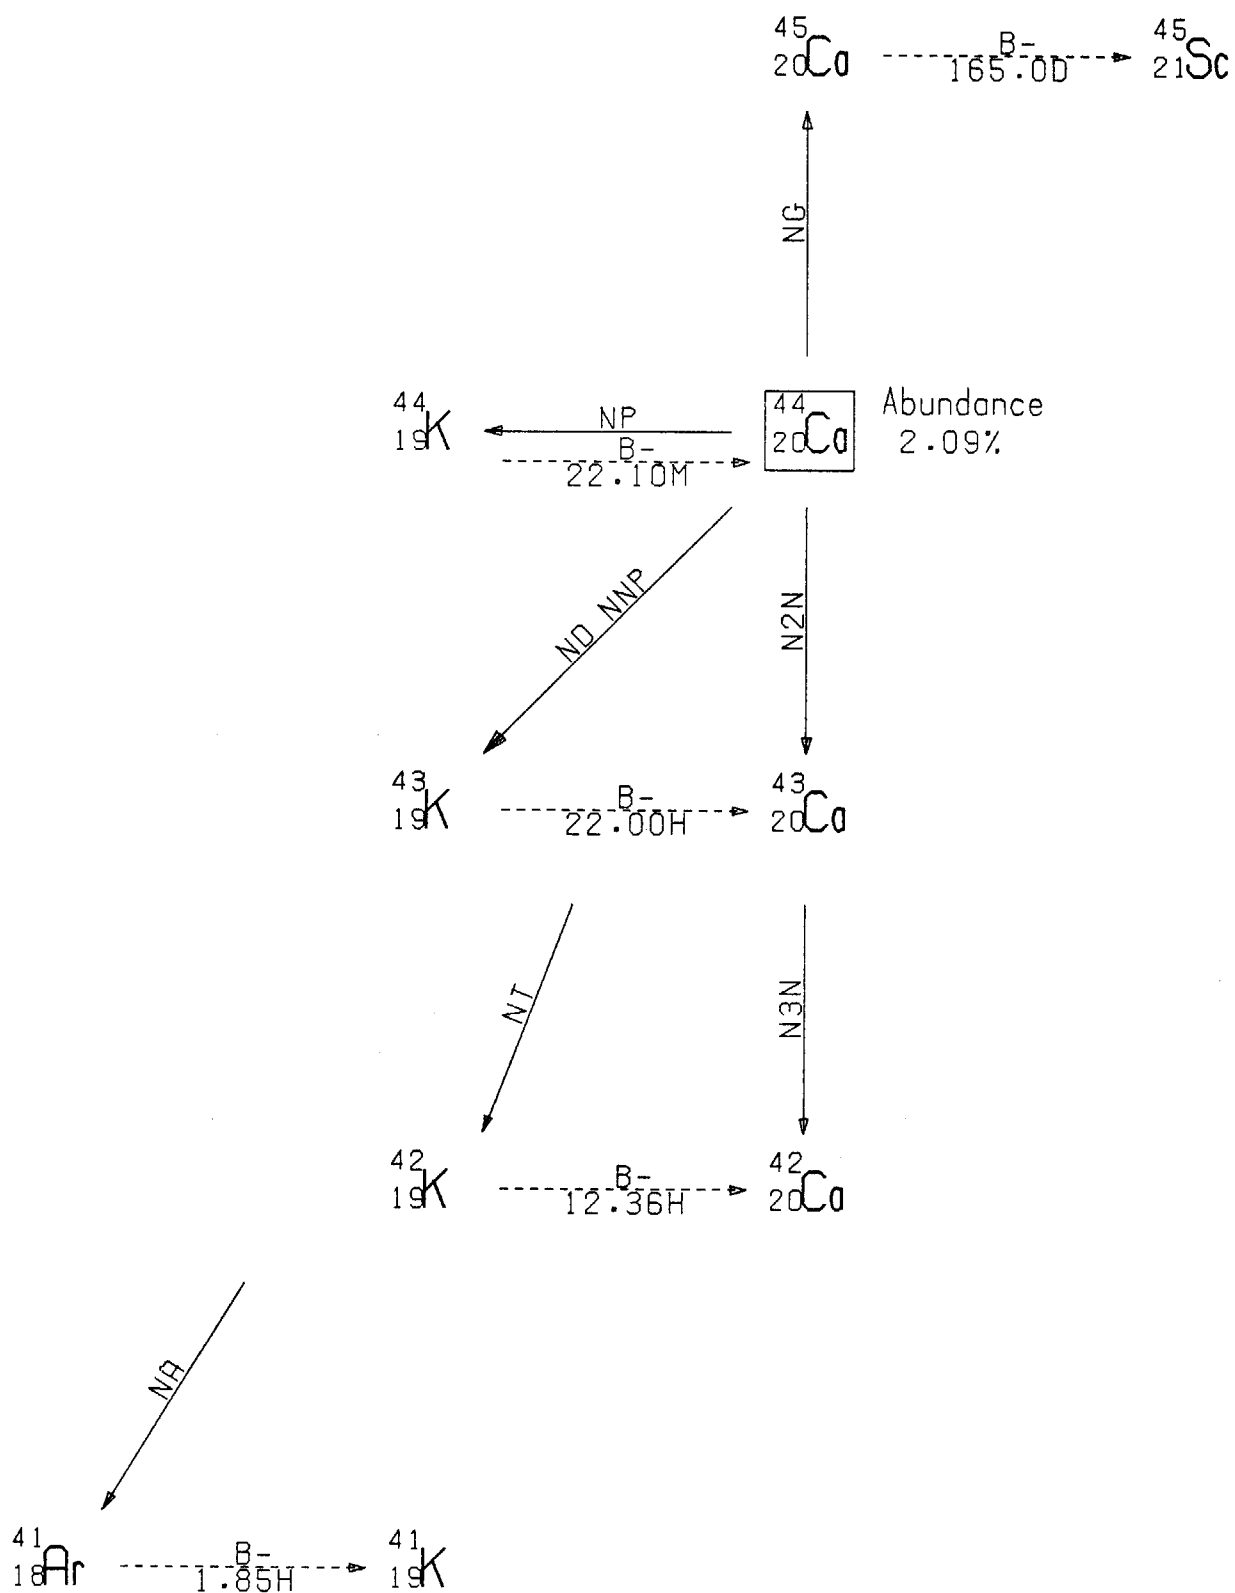 45 20Ca B- 165.0D 45 21Sc
NG
44 19K NP B- 22.10M 44 20Ca Abundance 2.09%
ND NNP N2N
43 19K B- 22.00H 43 20Ca
NT N3N
42 19K B- 12.36H 42 20Ca
NA
41 18Ar B- 1.85H 41 19K